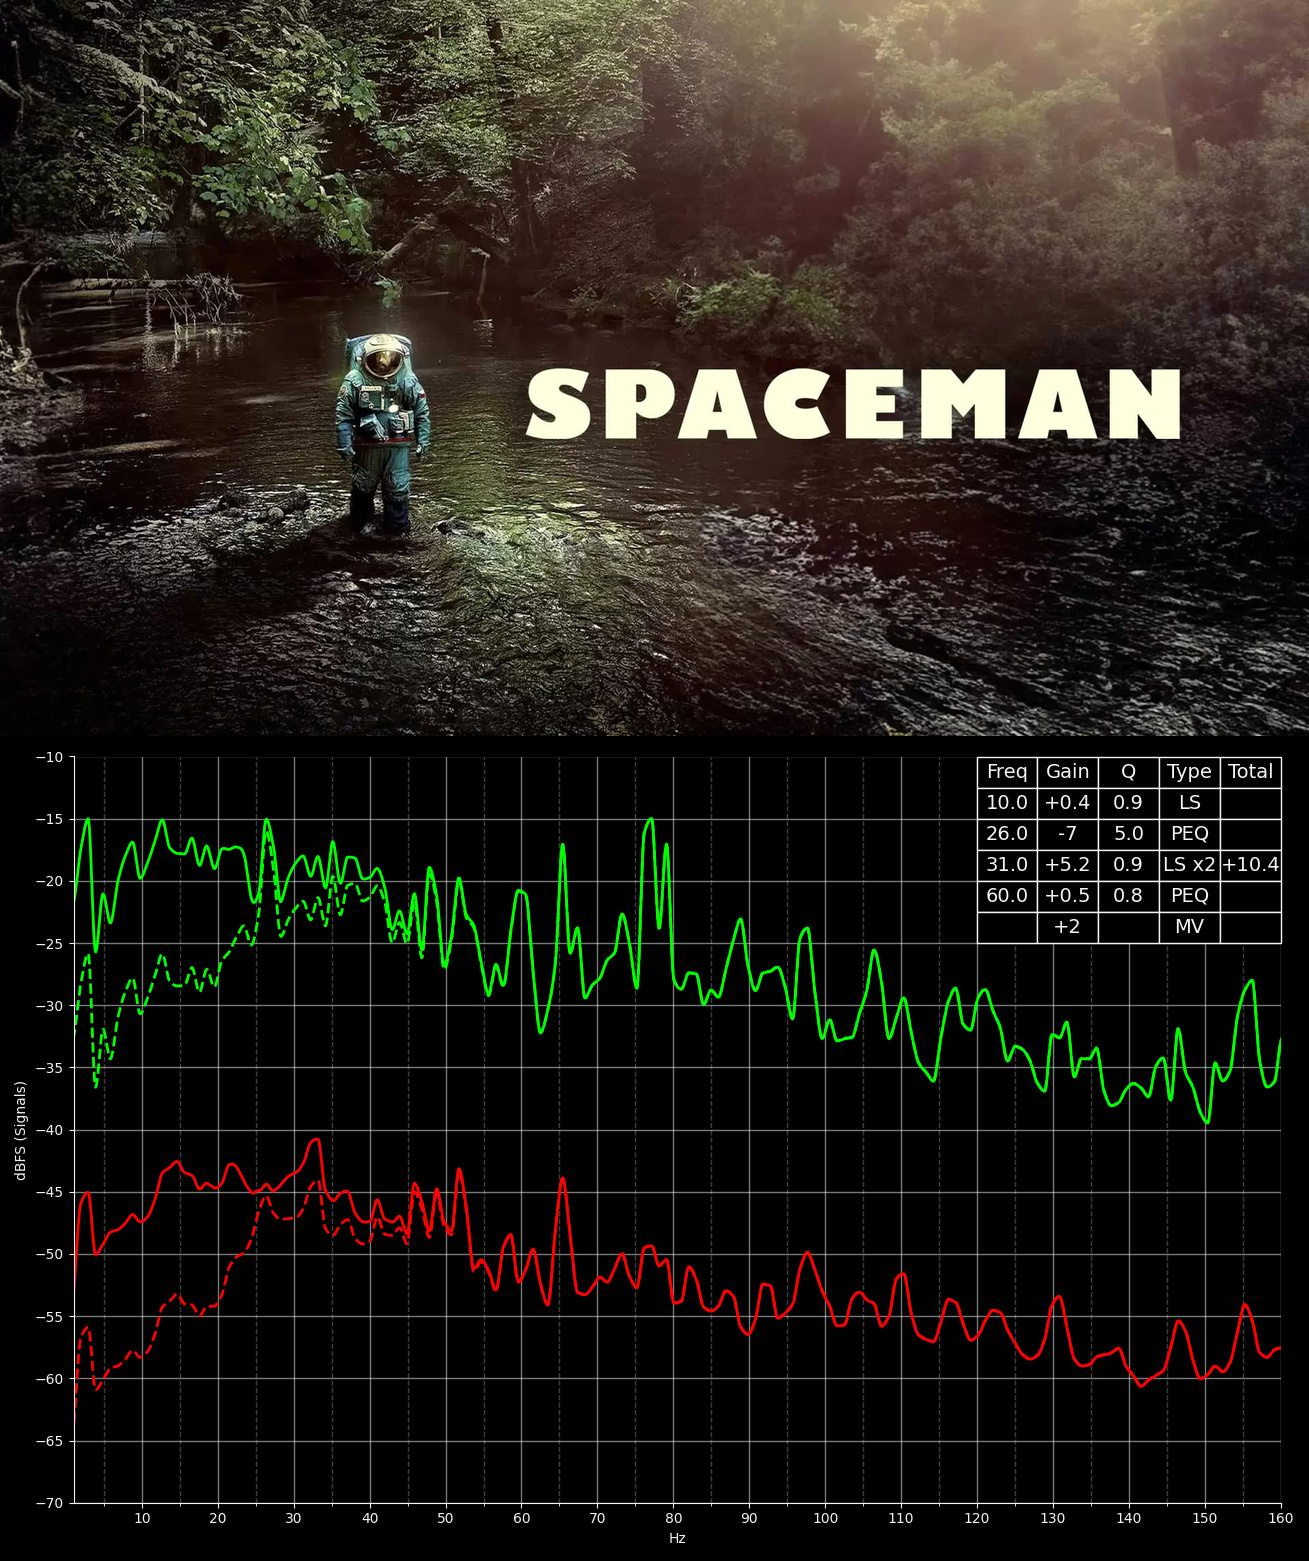 SPACEMAN
Freq Gain Q Type Total
10.0 +0.4 0.9 LS
26.0 -7 5.0 PEQ
31.0 +5.2 0.9 LS x2 +10.4
60.0 +0.5 0.8 PEQ
+2 MV
−10
−15
−20
−25
−30
−35
−40
−45
−50
−55
−60
−65
−70
dBFS (Signals)
10 20 30 40 50 60 70 80 90 100 110 120 130 140 150 160
Hz